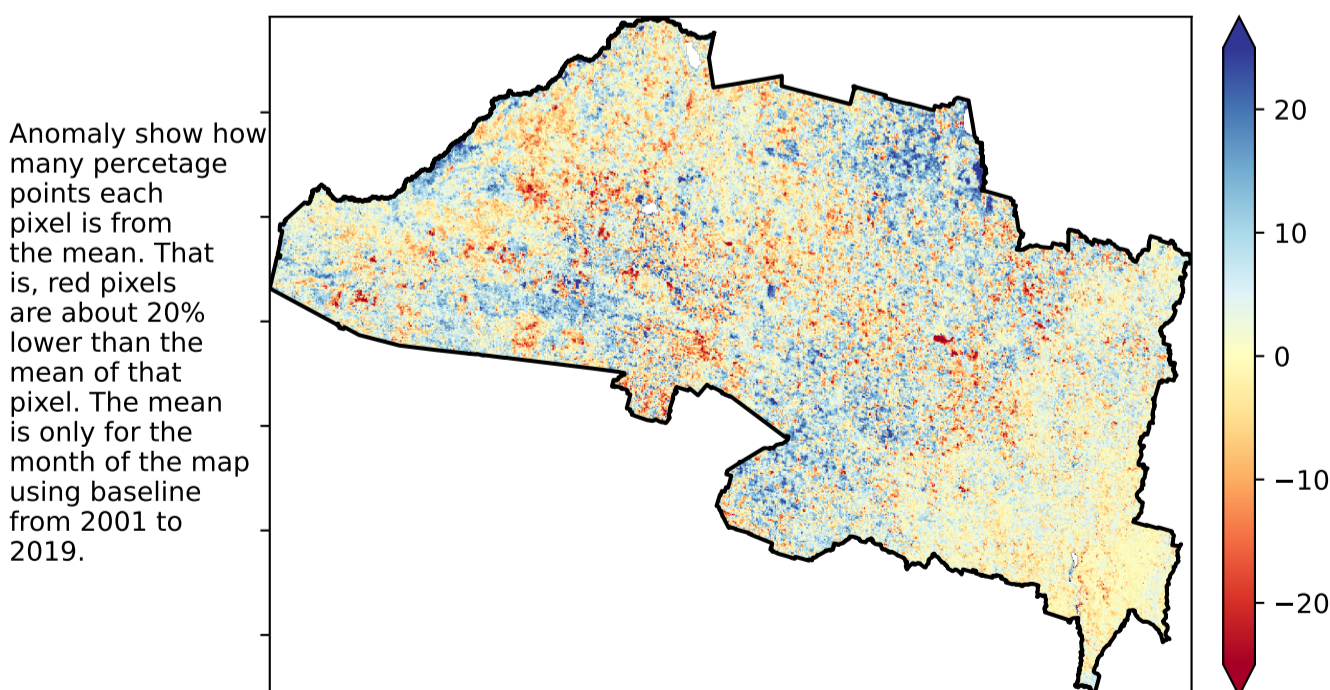 Anomaly show how
many percetage
points each
pixel is from
the mean. That
is, red pixels
are about 20%
lower than the
mean of that
pixel. The mean
is only for the
month of the map
using baseline
from 2001 to
2019.
20
10
0
−10
−20